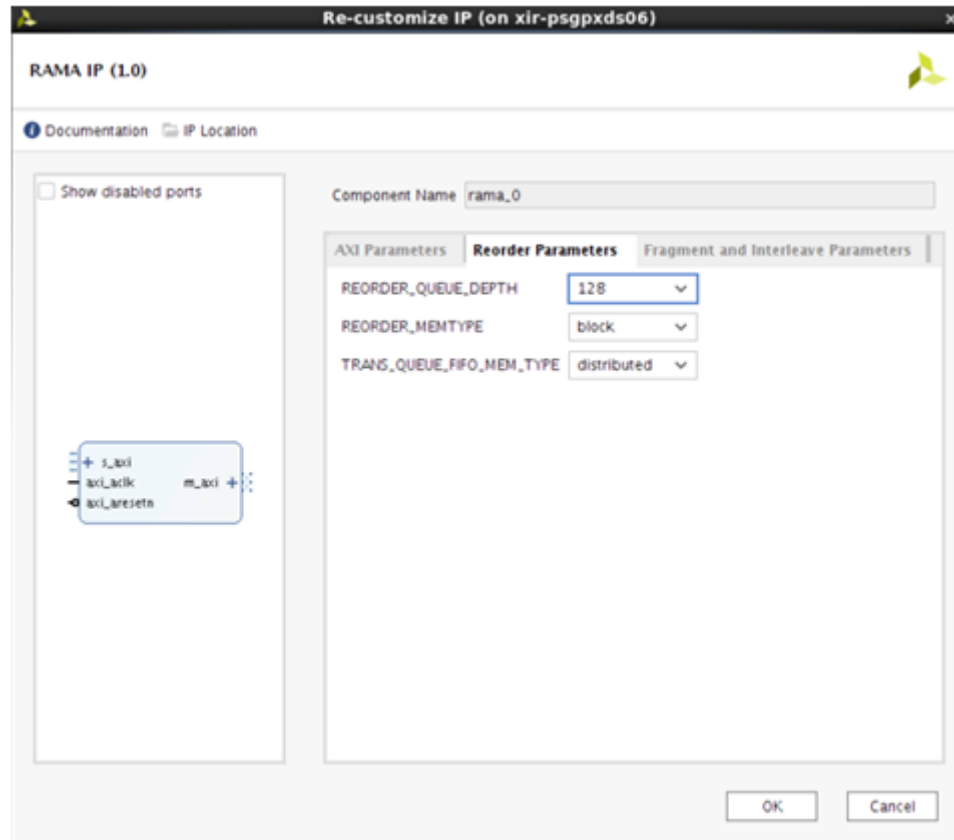 Re-customize IP (on xir-psgpxds06)
RAMA IP (1.0)
Documentation IP Location
Show disabled ports
s_axi
axi_aclk m_axi
axi_aresetn
Component Name rama_0
AXI Parameters Reorder Parameters Fragment and Interleave Parameters
REORDER_QUEUE_DEPTH 128
REORDER_MEMTYPE block
TRANS_QUEUE_FIFO_MEM_TYPE distributed
OK Cancel